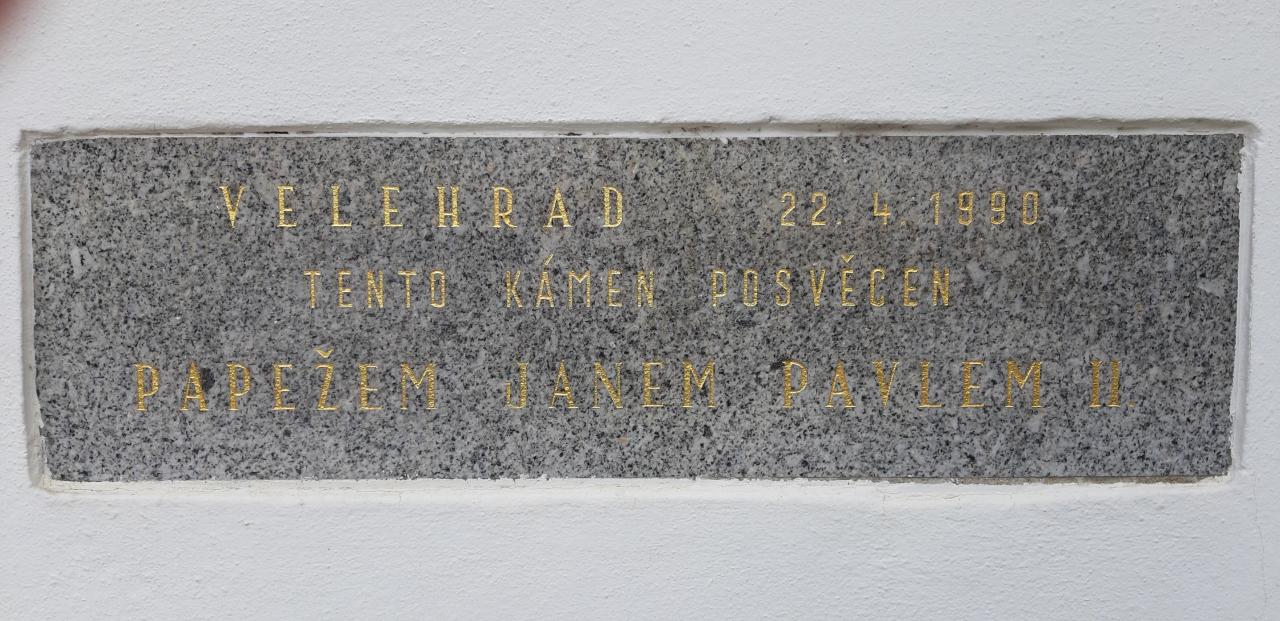 VELEHRAD 22. 4. 1990
TENTO KÁMEN POSVĚCEN
PAPEŽEM JANEM PAVLEM II.